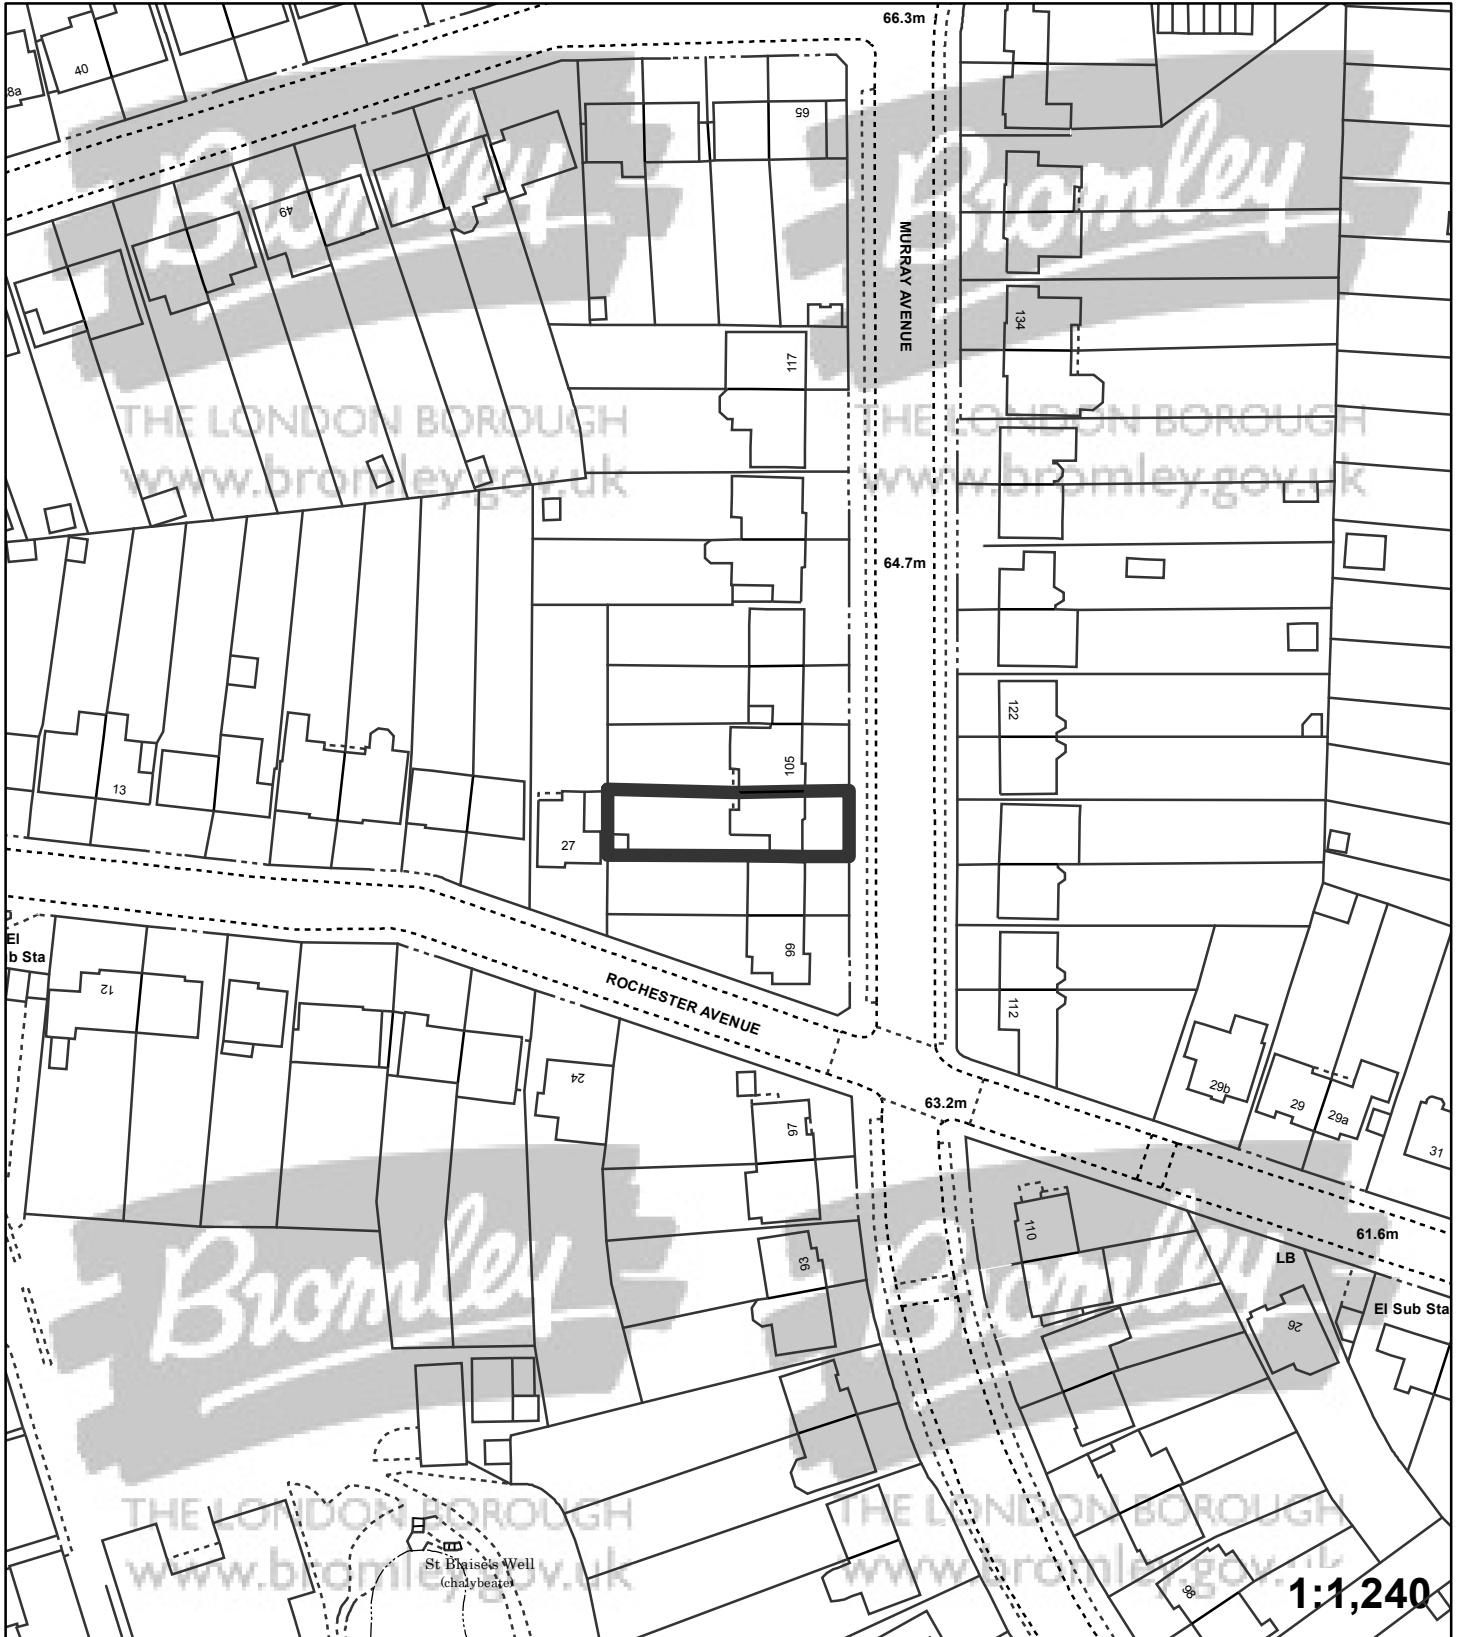 66.3m
40
8a
65
Bromley
Bromley
49
MURRAY AVENUE
134
117
THE LONDON BOROUGH
THE LONDON BOROUGH
www.bromley.gov.uk
www.bromley.gov.uk
64.7m
122
105
13
27
El
b Sta
99
ROCHESTER AVENUE
12
112
24
29b
63.2m
29
29a
97
31
110
61.6m
93
LB
El Sub Sta
26
Bromley
Bromley
THE LONDON BOROUGH
THE LONDON BOROUGH
St Blaise's Well
(chalybeate)
www.bromley.gov.uk
www.bromley.gov.uk
98
1:1,240